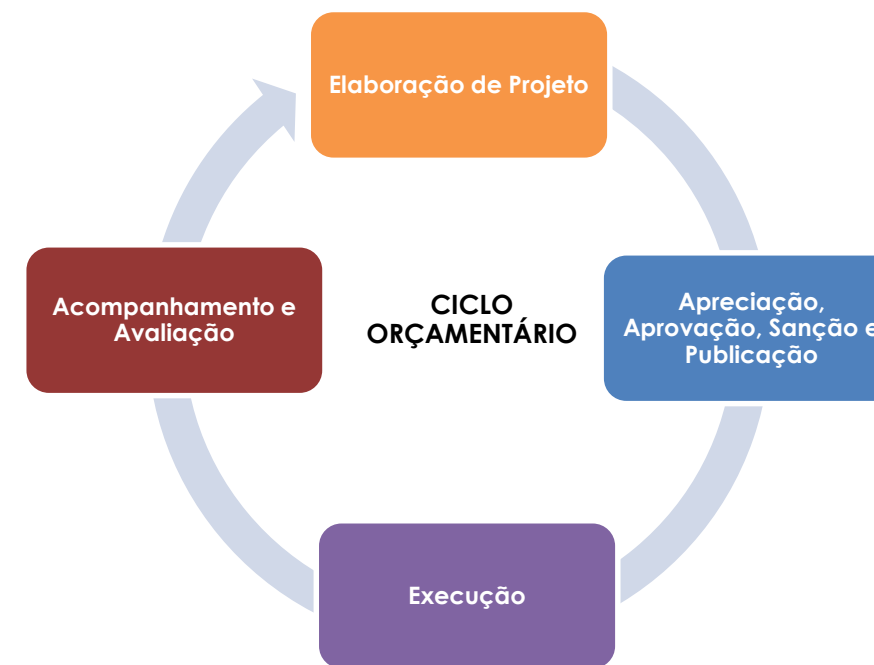 Elaboração de Projeto
Acompanhamento e
Avaliação
CICLO
ORÇAMENTÁRIO
Apreciação,
Aprovação, Sanção e
Publicação
Execução